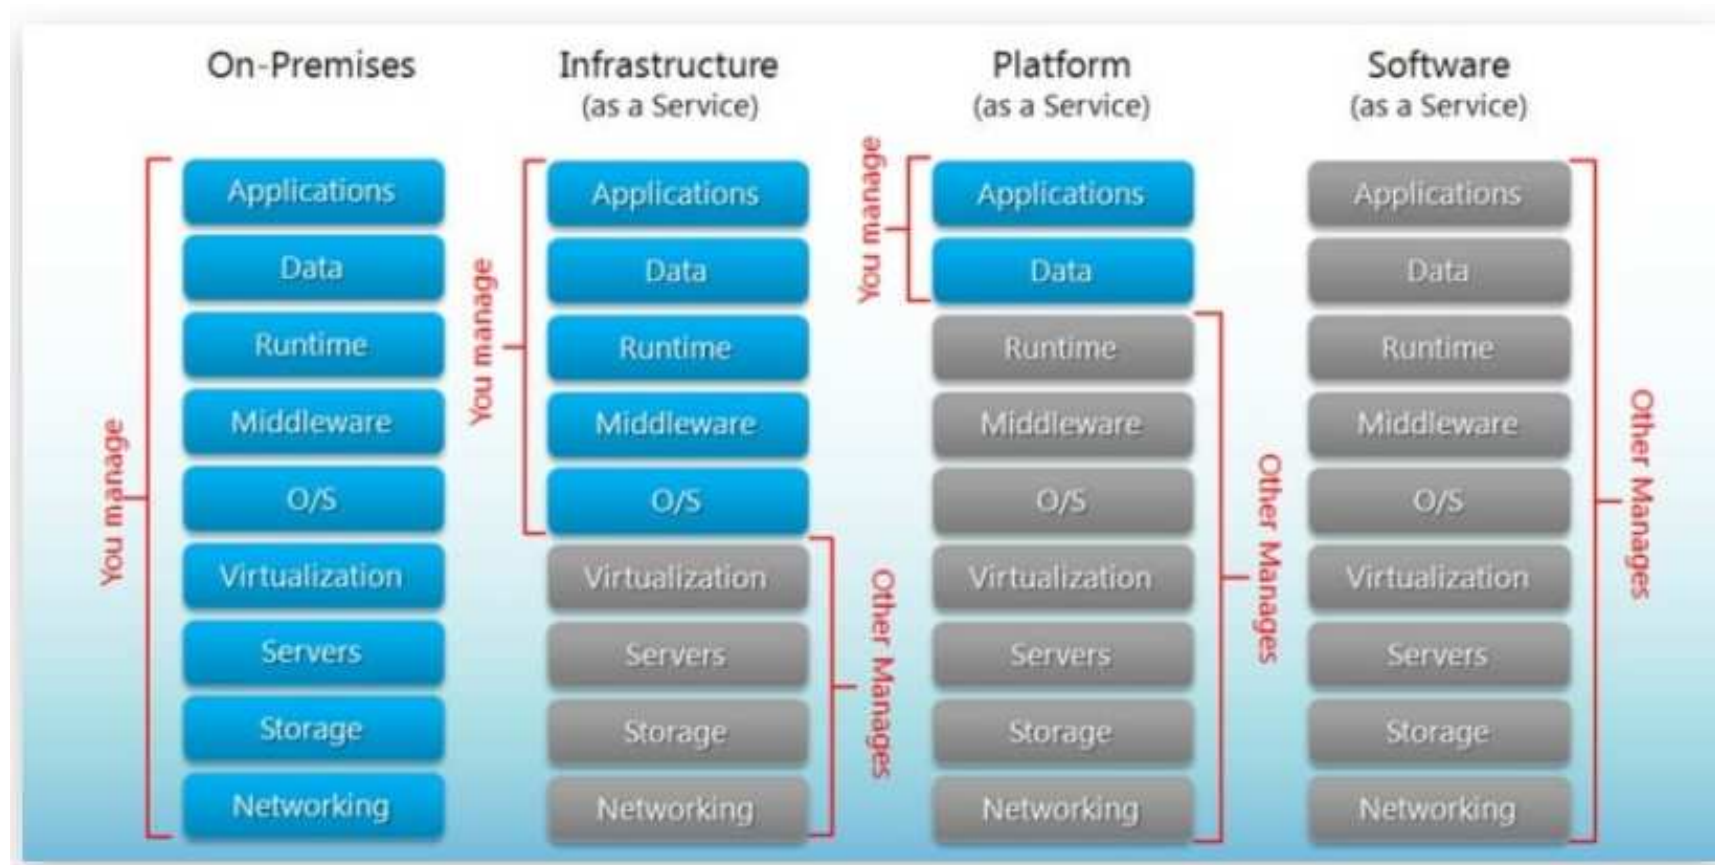 On-Premises
You manage
Applications
Data
Runtime
Middleware
O/S
Virtualization
Servers
Storage
Networking
Infrastructure
(as a Service)
You manage
Applications
Data
Runtime
Middleware
O/S
Virtualization
Servers
Storage
Networking
Other Manages
Platform
(as a Service)
You manage
Applications
Data
Runtime
Middleware
O/S
Virtualization
Servers
Storage
Networking
Other Manages
Software
(as a Service)
Applications
Data
Runtime
Middleware
O/S
Virtualization
Servers
Storage
Networking
Other Manages